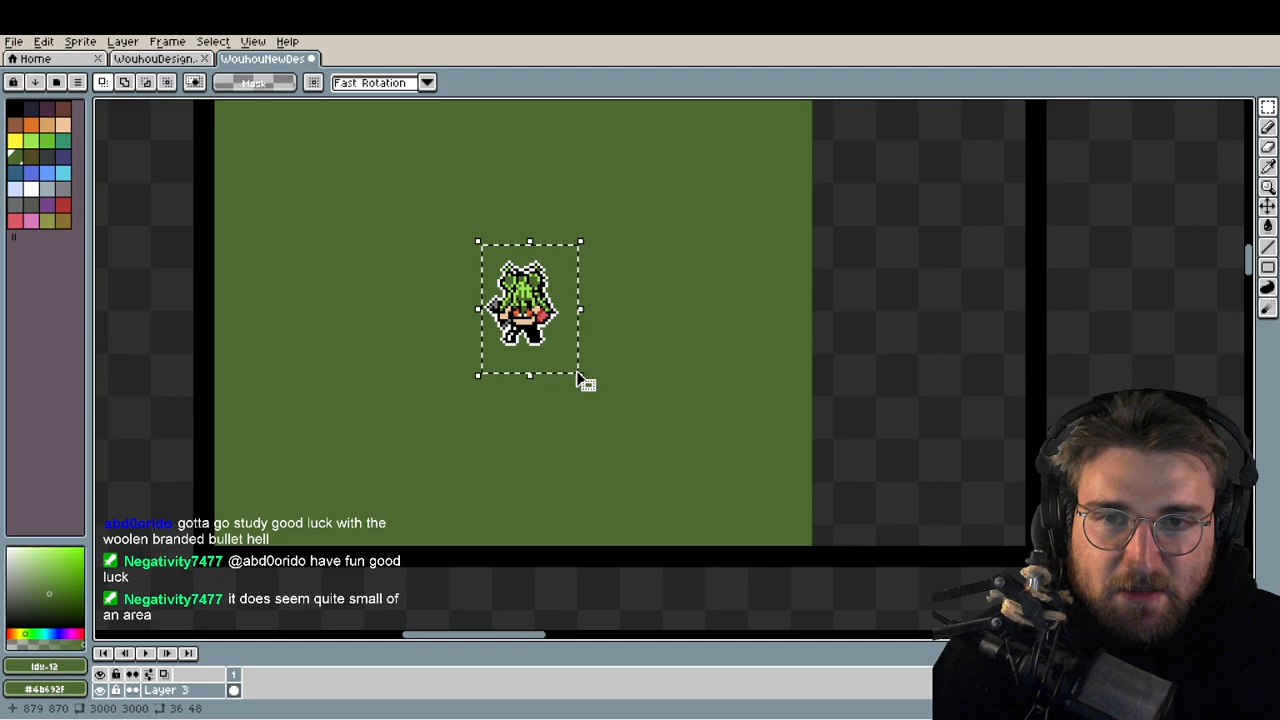 File Edit Sprite Layer Frame Select View Help
Home WouhouDesign. WouhouNewDes
Mask Fast Rotation
abd0orido gotta go study good luck with the
woolen branded bullet hell
Negativity7477 @abd0orido have fun good
luck
Negativity7477 it does seem quite small of
an area
Idx-12
1
#4b692f
Layer 3
879 870 3000 3000 36 48